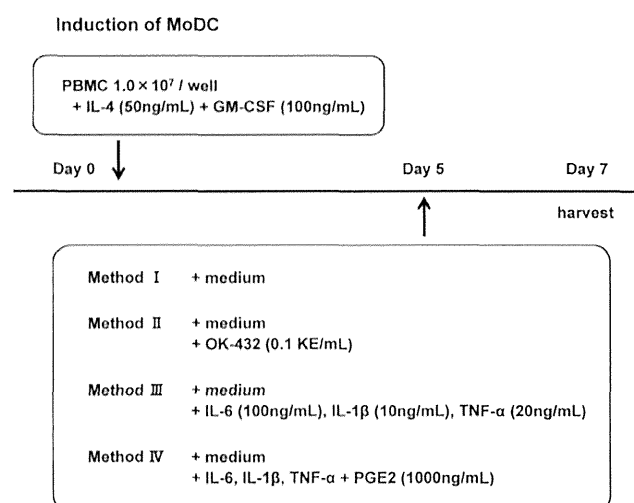 Induction of MoDC
PBMC 1.0×10⁷ / well
+ IL-4 (50ng/mL) + GM-CSF (100ng/mL)
Day 0 Day 5 Day 7
harvest
Method Ⅰ + medium
Method Ⅱ + medium
+ OK-432 (0.1 KE/mL)
Method Ⅲ + medium
+ IL-6 (100ng/mL), IL-1β (10ng/mL), TNF-α (20ng/mL)
Method Ⅳ + medium
+ IL-6, IL-1β, TNF-α + PGE2 (1000ng/mL)